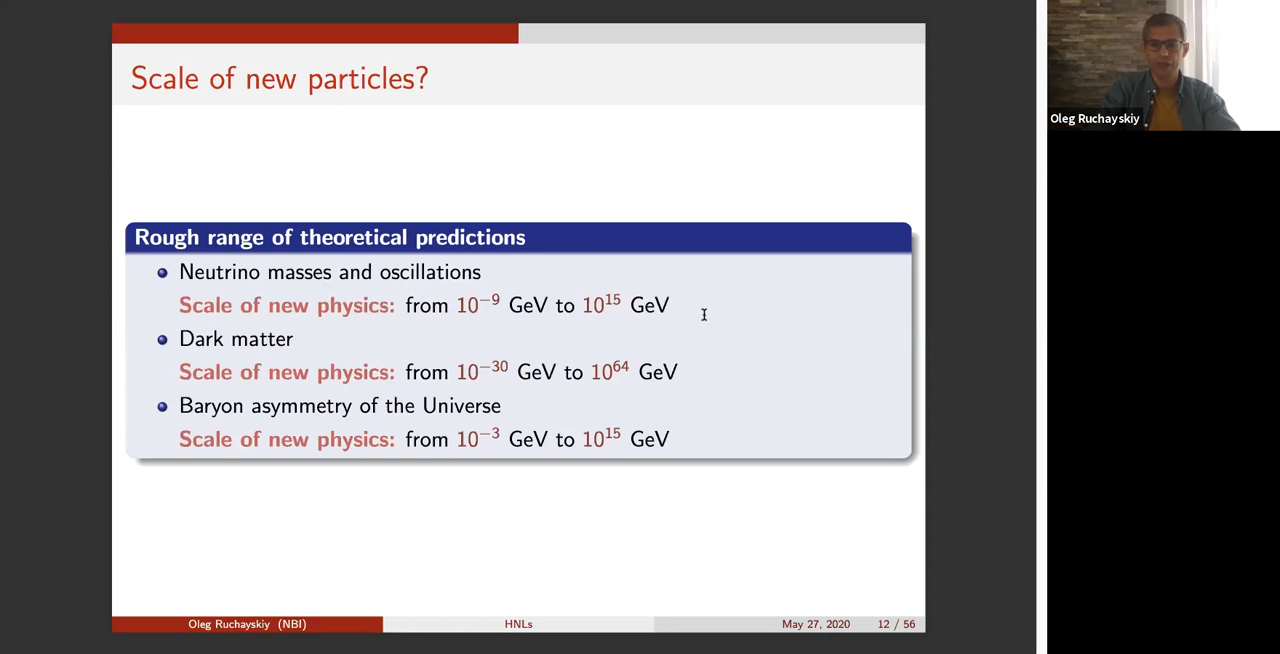 Scale of new particles?
Oleg Ruchayskiy
Rough range of theoretical predictions
Neutrino masses and oscillations
Scale of new physics: from 10⁻⁹ GeV to 10¹⁵ GeV
Dark matter
Scale of new physics: from 10⁻³⁰ GeV to 10⁶⁴ GeV
Baryon asymmetry of the Universe
Scale of new physics: from 10⁻³ GeV to 10¹⁵ GeV
Oleg Ruchayskiy (NBI) HNLs May 27, 2020 12 / 56